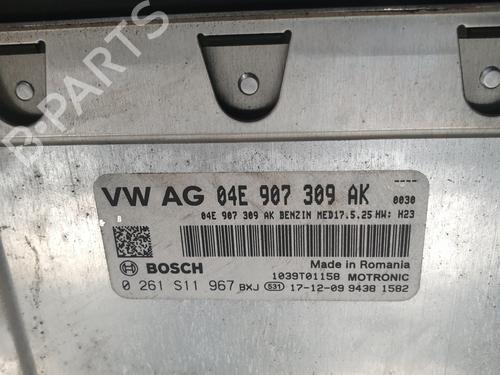 B-PARTS
VW AG 04E 907 309 AK 0030
04E 907 309 AK BENZIN MED17.5.25 HW: H23
B
BOSCH
Made in Romania
1039T01158 MOTRONIC
0 261 S11 967 BXJ 531 17-12-09 9438 1582